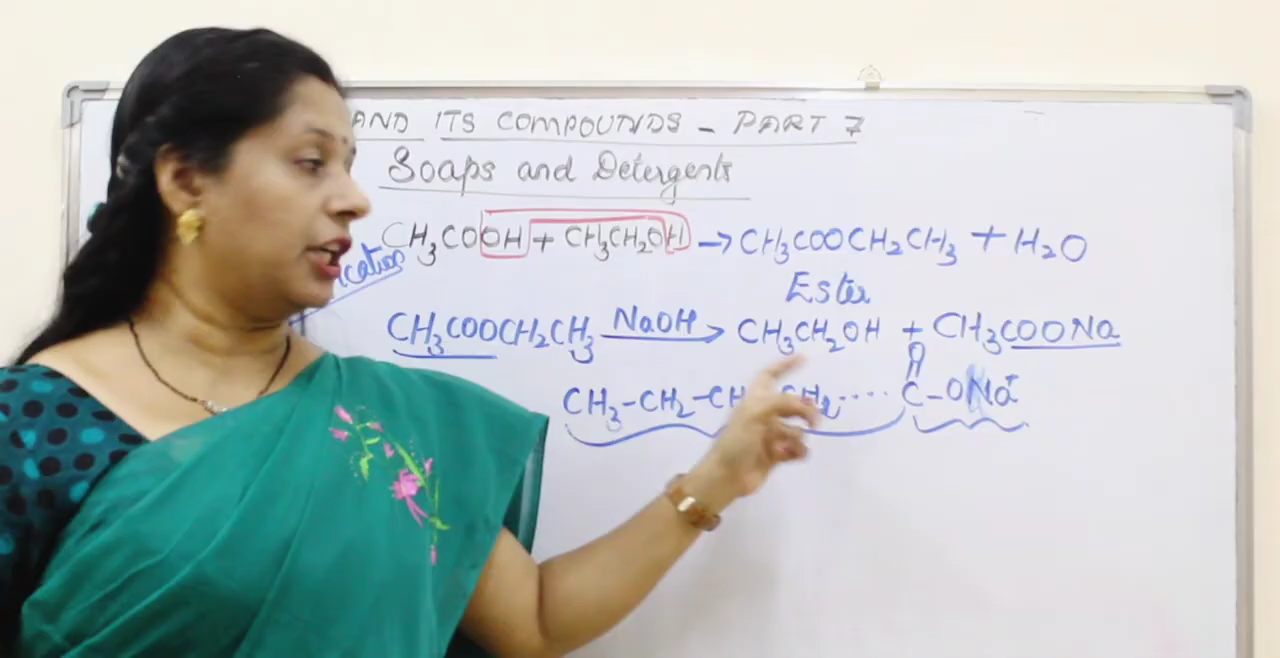 AND ITS COMPOUNDS - PART 7
Soaps and Detergents
CH₃COOH + CH₃CH₂OH → CH₃COOCH₂CH₃ + H₂O
Ester
CH₃COOCH₂CH₃ NaOH → CH₃CH₂OH + CH₃COONa
O
CH₃-CH₂-CH CH₂.....C-ONa⁺